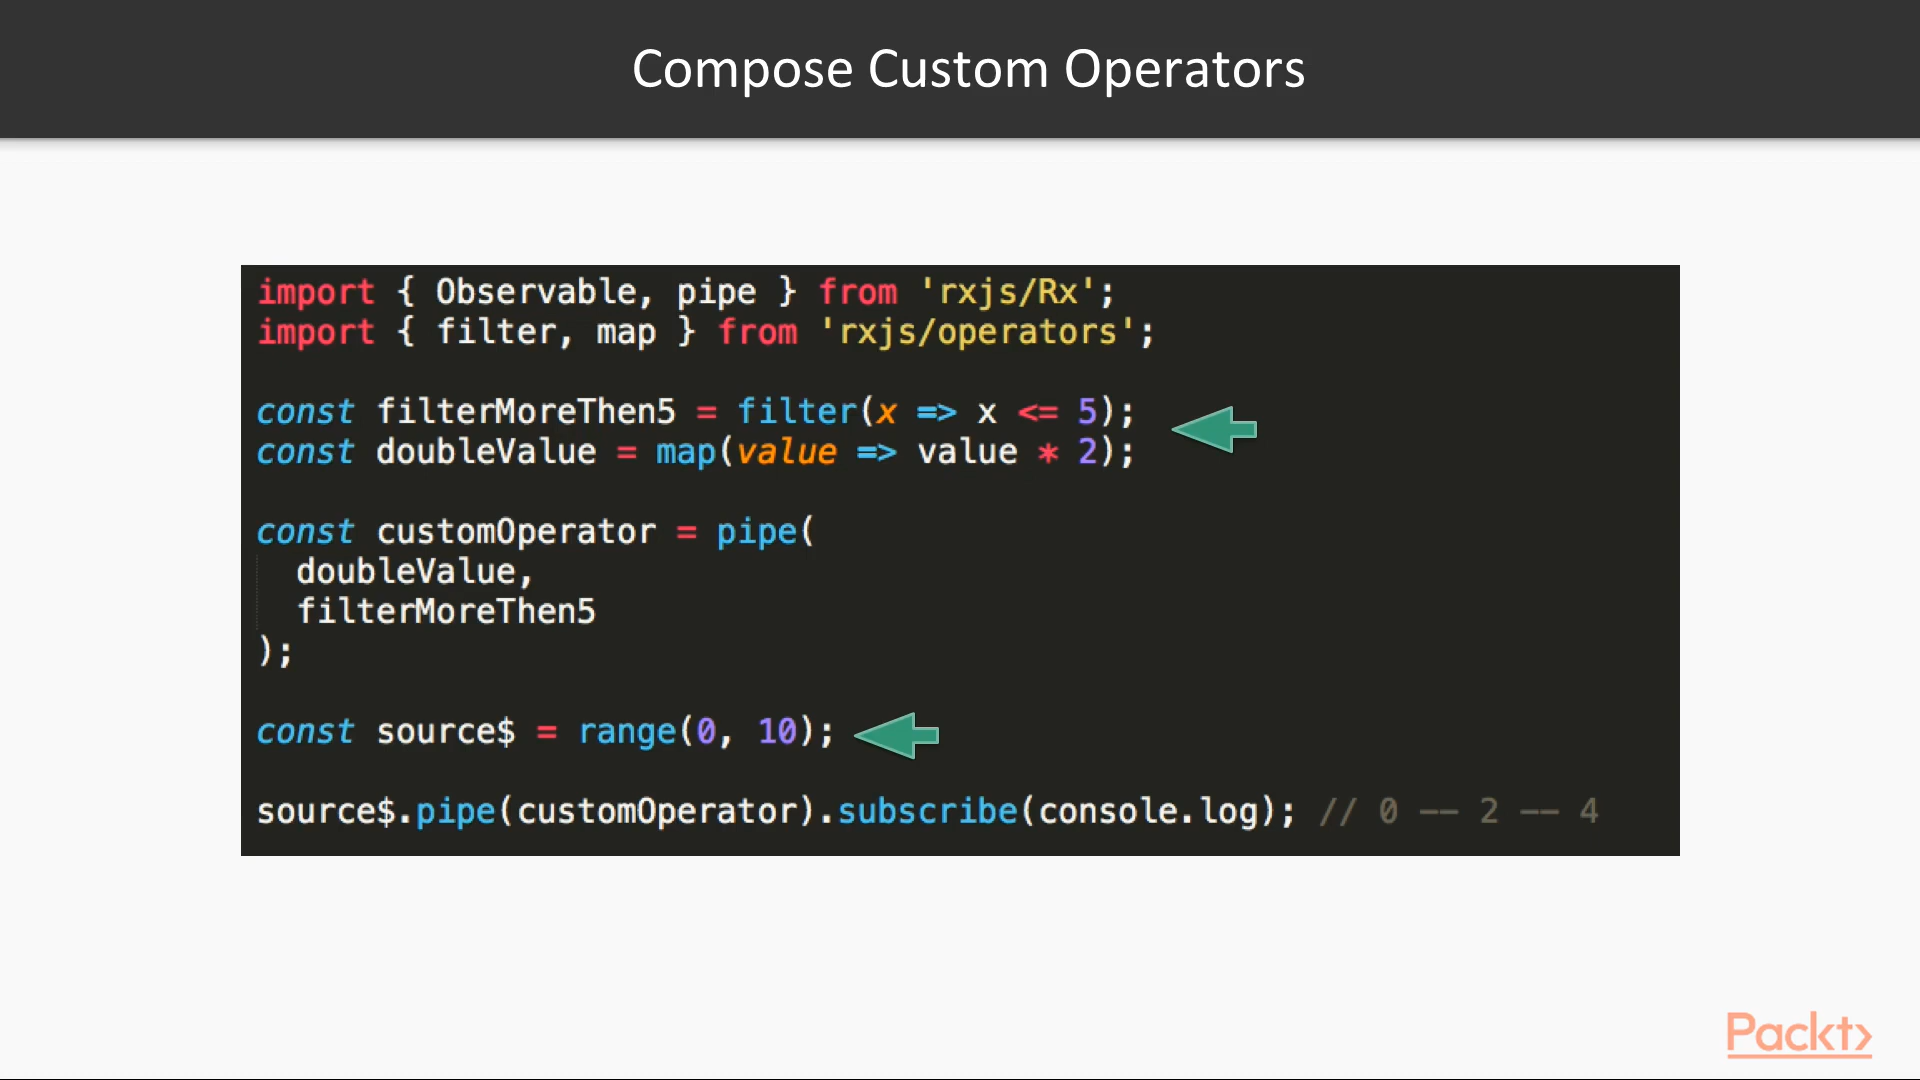 Compose Custom Operators
import { Observable, pipe } from 'rxjs/Rx';
import { filter, map } from 'rxjs/operators';
const filterMoreThen5 = filter(x => x <= 5);
const doubleValue = map(value => value * 2);
const customOperator = pipe(
  doubleValue,
  filterMoreThen5
);
const source$ = range(0, 10);
source$.pipe(customOperator).subscribe(console.log); // 0 -- 2 -- 4
Packt>